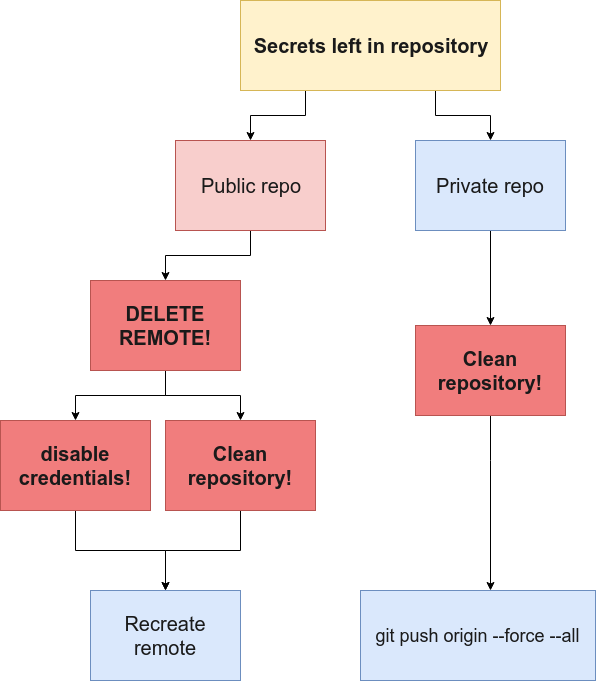 Secrets left in repository
Public repo
Private repo
DELETE
REMOTE!
Clean
repository!
disable
credentials!
Clean
repository!
Recreate
remote
git push origin --force --all